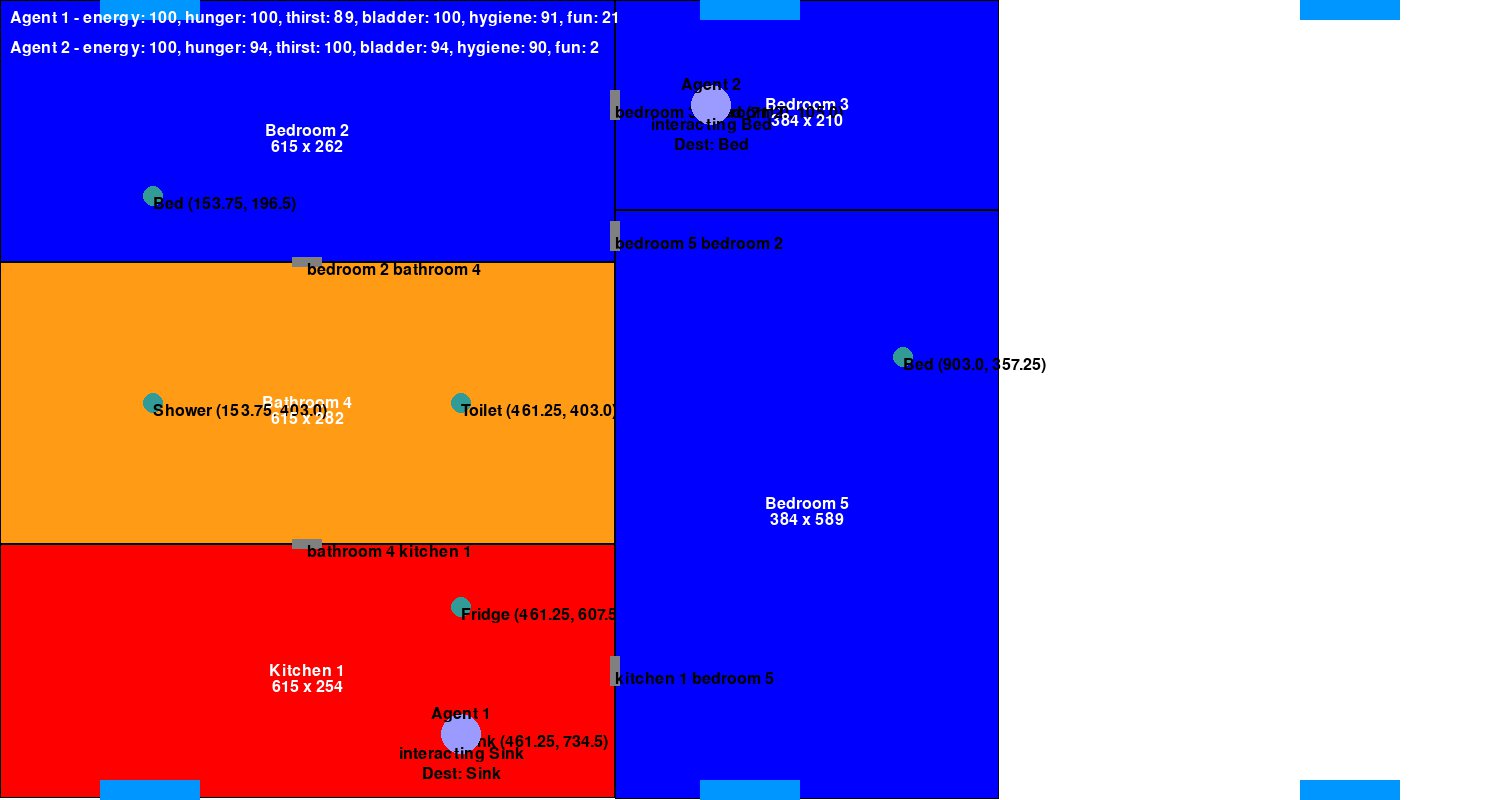 Agent 1 - energy: 100, hunger: 100, thirst: 89, bladder: 100, hygiene: 91, fun: 21
Agent 2 - energy: 100, hunger: 94, thirst: 100, bladder: 94, hygiene: 90, fun: 2
Agent 2
Bedroom 3
384 x 210
bedroom
interacting Bed
Dest: Bed
Bedroom 2
615 x 262
Bed (153.75, 196.5)
bedroom 5 bedroom 2
bedroom 2 bathroom 4
Bed (903.0, 357.25)
Bathroom 4
615 x 282
Shower (153.75, 403.0)
Toilet (461.25, 403.0)
Bedroom 5
384 x 589
bathroom 4 kitchen 1
Fridge (461.25, 607.5
Kitchen 1
615 x 254
kitchen 1 bedroom 5
Agent 1
nk (461.25, 734.5)
interacting Sink
Dest: Sink